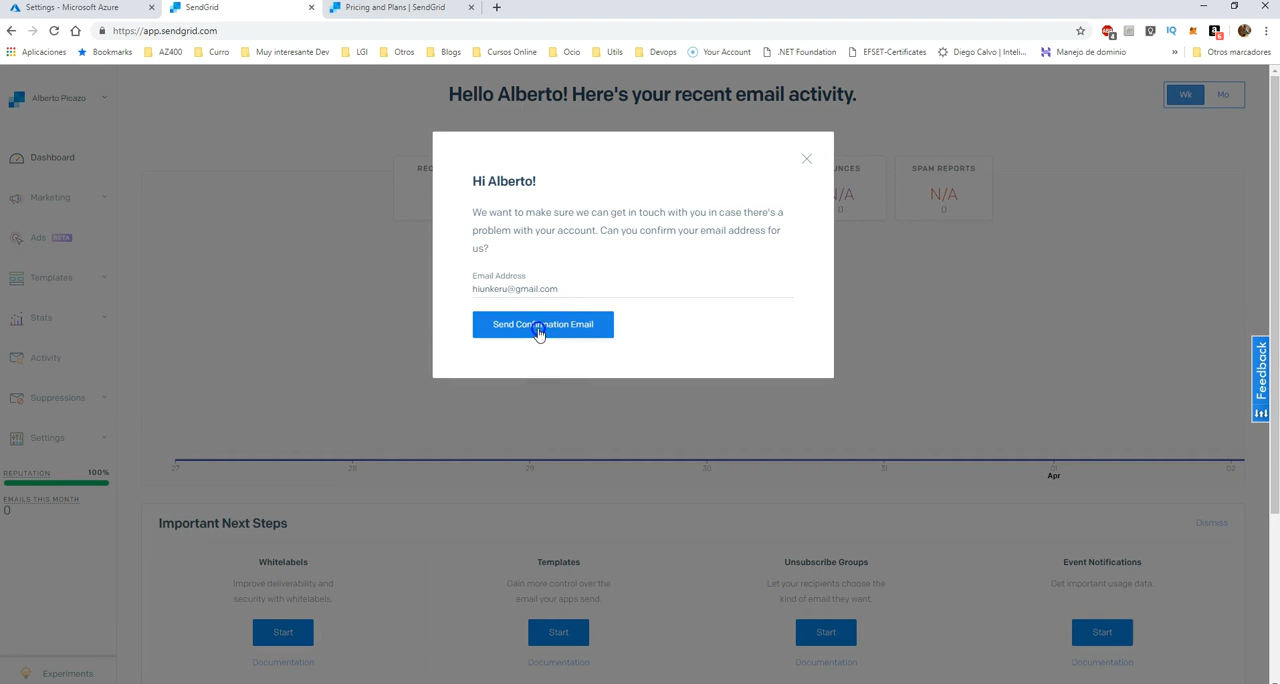 Settings - Microsoft Azure
SendGrid
Pricing and Plans | SendGrid
https://app.sendgrid.com
Aplicaciones
Bookmarks
AZ400
Curro
Muy interesante Dev
LGI
Otros
Blogs
Cursos Online
Ocio
Utils
Devops
Your Account
.NET Foundation
EFSET-Certificates
Diego Calvo | Inteli...
Manejo de dominio
»
Otros marcadores
Alberto Picazo
Hello Alberto! Here's your recent email activity.
Wk
Mo
Dashboard
Marketing
Ads BETA
Templates
Stats
Activity
Suppressions
Settings
REPUTATION 100%
EMAILS THIS MONTH
0
SPAM REPORTS
N/A
0
Hi Alberto!
We want to make sure we can get in touch with you in case there's a
problem with your account. Can you confirm your email address for
us?
Email Address
hiunkeru@gmail.com
Send Confirmation Email
Feedback
27
28
29
30
31
01
02
Apr
Important Next Steps
Dismiss
Whitelabels
Improve deliverability and
security with whitelabels.
Start
Documentation
Templates
Gain more control over the
email your apps send.
Start
Documentation
Unsubscribe Groups
Let your recipients choose the
kind of email they want.
Start
Documentation
Event Notifications
Get important usage data.
Start
Documentation
Experiments